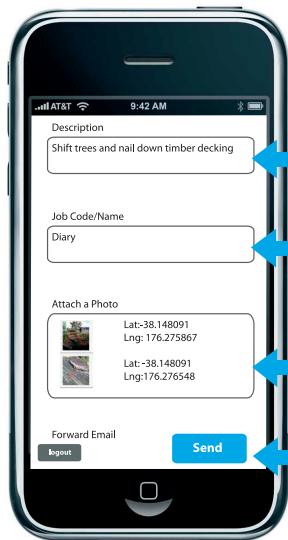 AT&T 9:42 AM
Description
Shift trees and nail down timber decking
Job Code/Name
Diary
Attach a Photo
Lat:-38.148091
Lng: 176.275867
Lat: -38.148091
Lng:176.276548
Forward Email
logout
Send